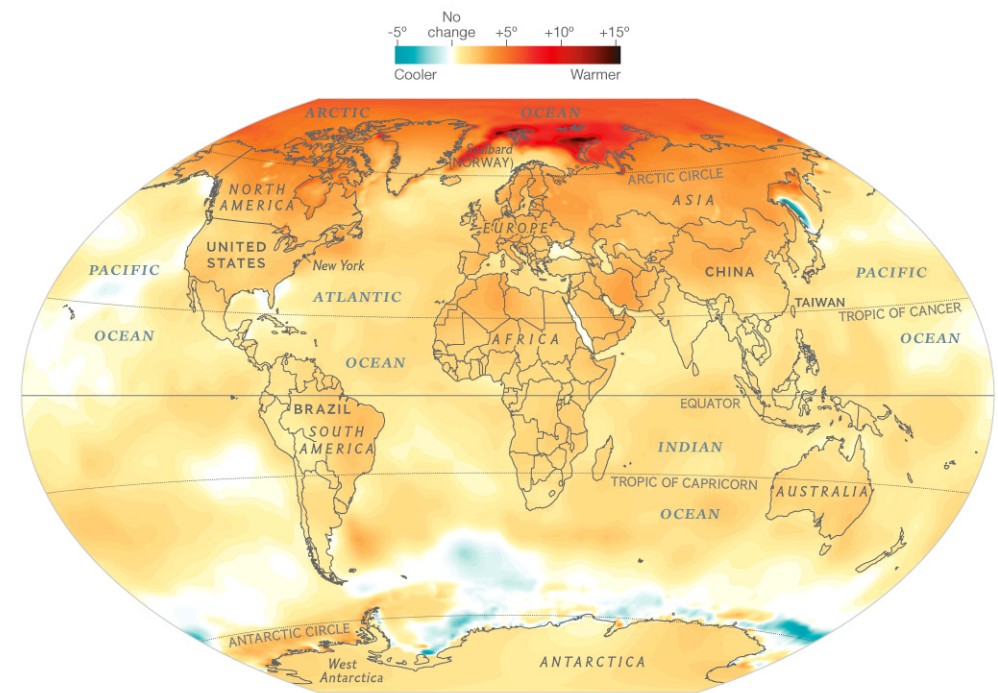 No
change
-5º
+5º
+10º
+15º
Cooler
Warmer
ARCTIC
OCEAN
Svalbard
(NORWAY)
ARCTIC CIRCLE
NORTH
AMERICA
ASIA
EUROPE
UNITED
STATES
New York
PACIFIC
ATLANTIC
CHINA
PACIFIC
TAIWAN
TROPIC OF CANCER
OCEAN
AFRICA
OCEAN
OCEAN
EQUATOR
BRAZIL
SOUTH
AMERICA
INDIAN
TROPIC OF CAPRICORN
AUSTRALIA
OCEAN
ANTARCTIC CIRCLE
West
Antarctica
ANTARCTICA